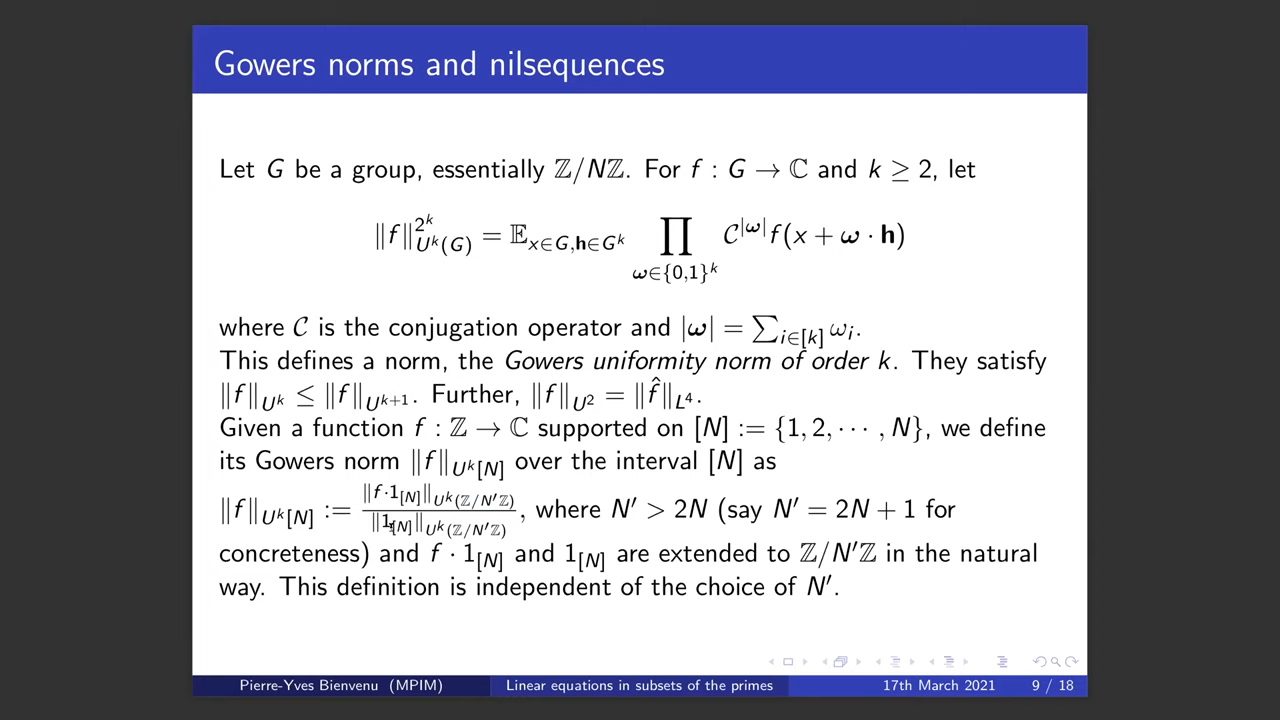 Gowers norms and nilsequences
Let G be a group, essentially ℤ/Nℤ. For f : G → ℂ and k ≥ 2, let
‖f‖^{2^k}_{U^k(G)} = 𝔼_{x∈G,𝐡∈G^k} ∏_{𝛚∈{0,1}^k} 𝒞^{|𝛚|} f(x + 𝛚 · 𝐡)
where 𝒞 is the conjugation operator and |𝛚| = ∑_{i∈[k]} ω_i.
This defines a norm, the Gowers uniformity norm of order k. They satisfy
‖f‖_{U^k} ≤ ‖f‖_{U^{k+1}}. Further, ‖f‖_{U^2} = ‖f̂‖_{L^4}.
Given a function f : ℤ → ℂ supported on [N] := {1, 2, ⋯ , N}, we define
its Gowers norm ‖f‖_{U^k[N]} over the interval [N] as
‖f‖_{U^k[N]} := ‖f·1_{[N]}‖_{U^k(ℤ/N′ℤ)} / ‖1_{[N]}‖_{U^k(ℤ/N′ℤ)}, where N′ > 2N (say N′ = 2N + 1 for
concreteness) and f · 1_{[N]} and 1_{[N]} are extended to ℤ/N′ℤ in the natural
way. This definition is independent of the choice of N′.
Pierre-Yves Bienvenu (MPIM) Linear equations in subsets of the primes 17th March 2021 9 / 18